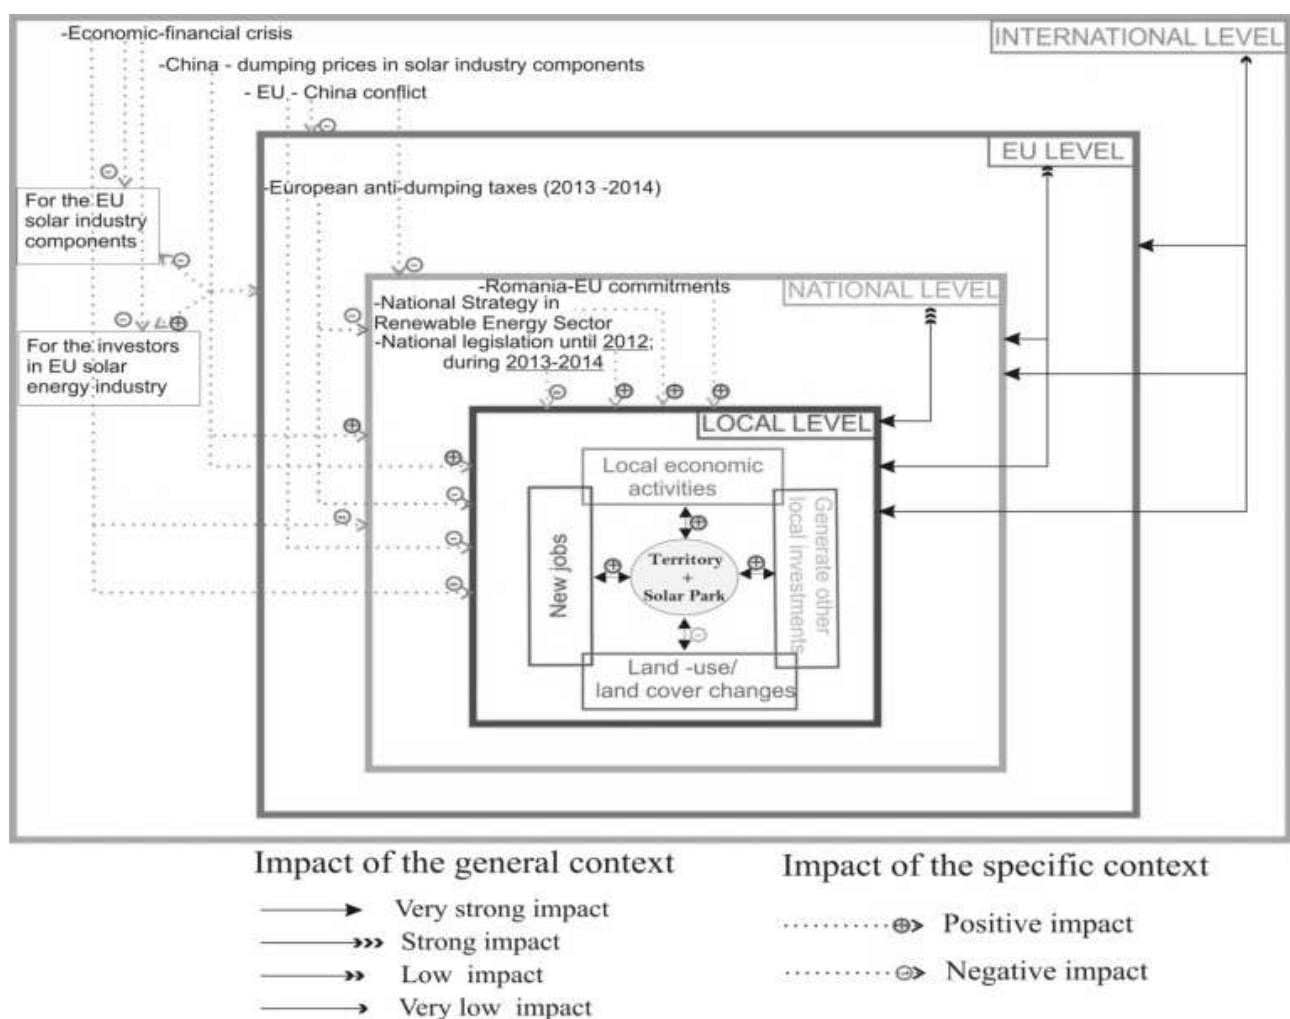 -Economic-financial crisis
INTERNATIONAL LEVEL
-China - dumping prices in solar industry components
- EU - China conflict
EU LEVEL
-European anti-dumping taxes (2013 -2014)
For the EU
solar industry
components
-Romania-EU commitments
NATIONAL LEVEL
-National Strategy in
Renewable Energy Sector
-National legislation until 2012;
during 2013-2014
For the investors
in EU solar
energy industry
LOCAL LEVEL
Local economic
activities
New jobs
Territory
+
Solar Park
Generate other
local investments
Land -use/
land cover changes
Impact of the general context
Very strong impact
Strong impact
Low impact
Very low impact
Impact of the specific context
Positive impact
Negative impact